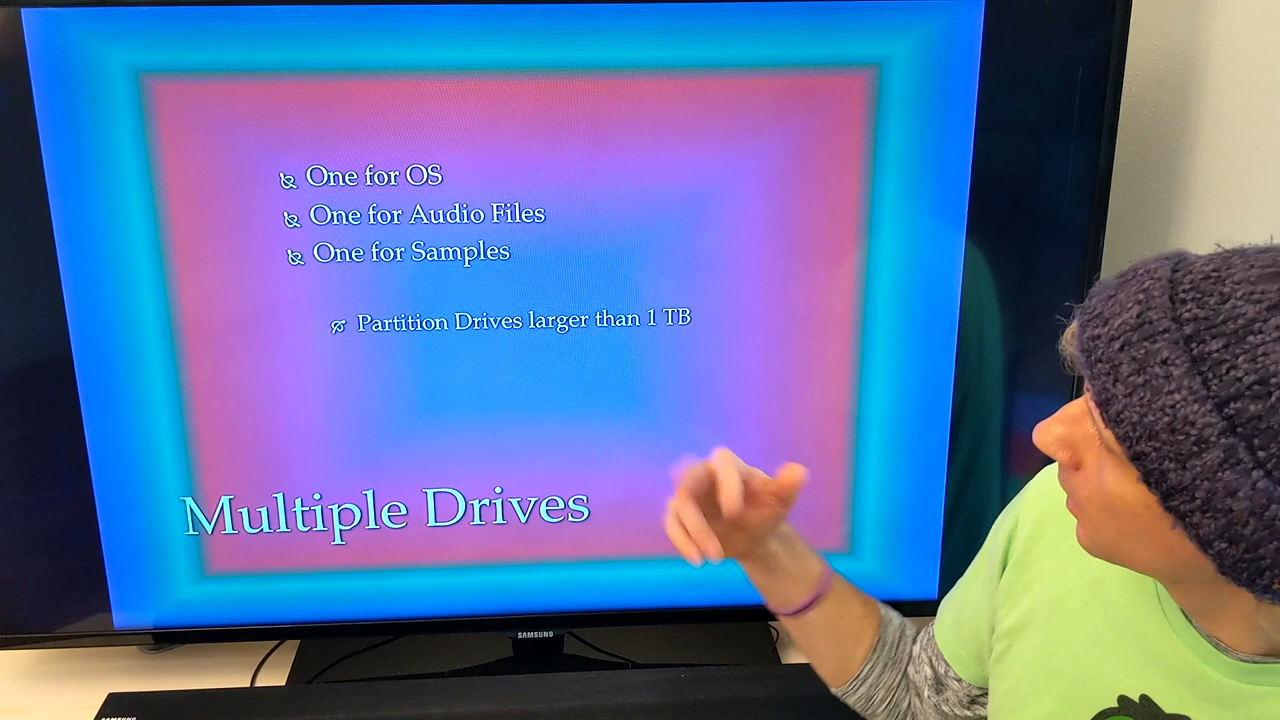 One for OS
One for Audio Files
One for Samples
Partition Drives larger than 1 TB
Multiple Drives
SAMSUNG
SAMSUNG